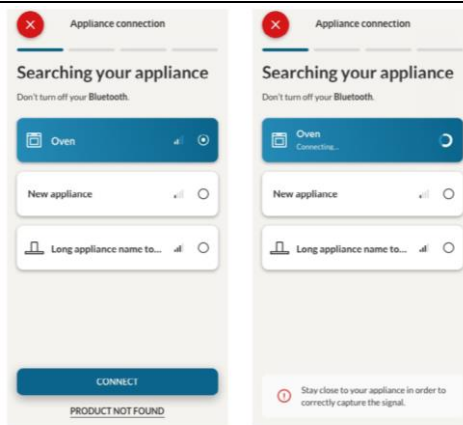 Appliance connection
Searching your appliance
Don't turn off your Bluetooth.
Oven
New appliance
Long appliance name to...
CONNECT
PRODUCT NOT FOUND
Appliance connection
Searching your appliance
Don't turn off your Bluetooth.
Oven
Connecting...
New appliance
Long appliance name to...
Stay close to your appliance in order to
correctly capture the signal.